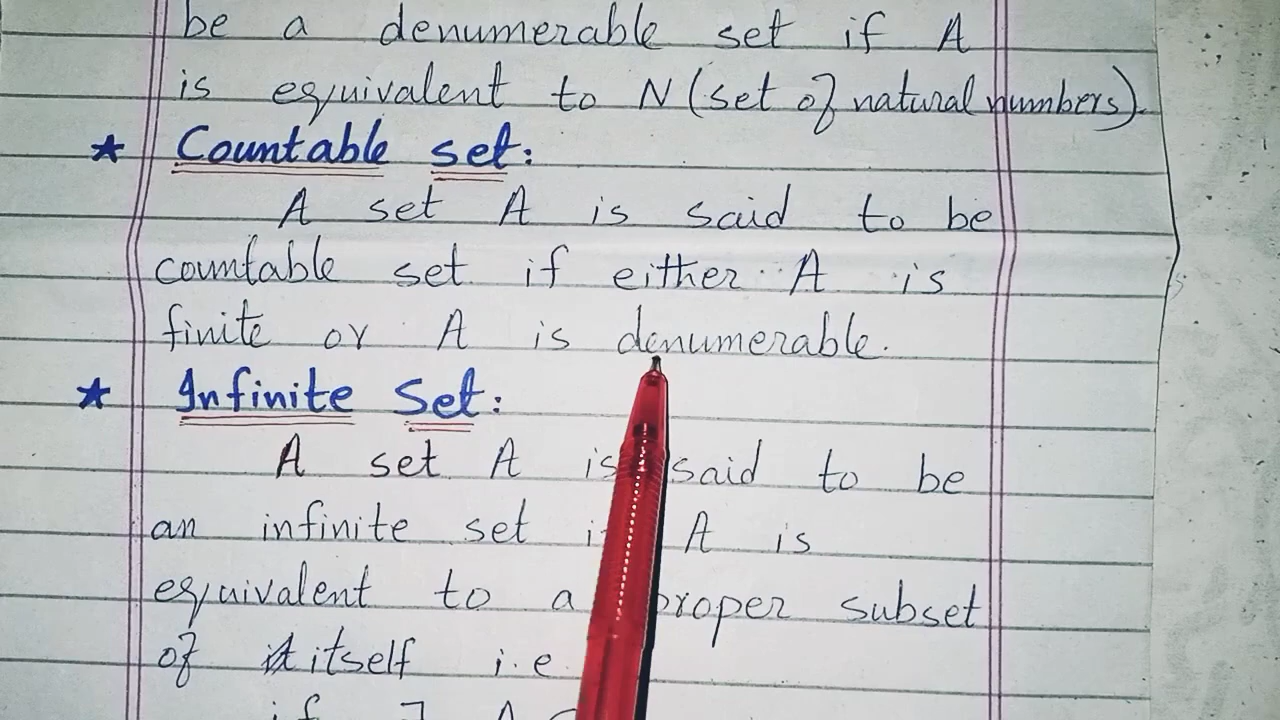 be a denumerable set if A
is equivalent to N (set of natural numbers).
★ Countable set:
A set A is said to be
countable set if either A is
finite or A is denumerable.
★ Infinite Set:
A set A is said to be
an infinite set A is
equivalent to a proper subset
of itself i.e
if ∃ A